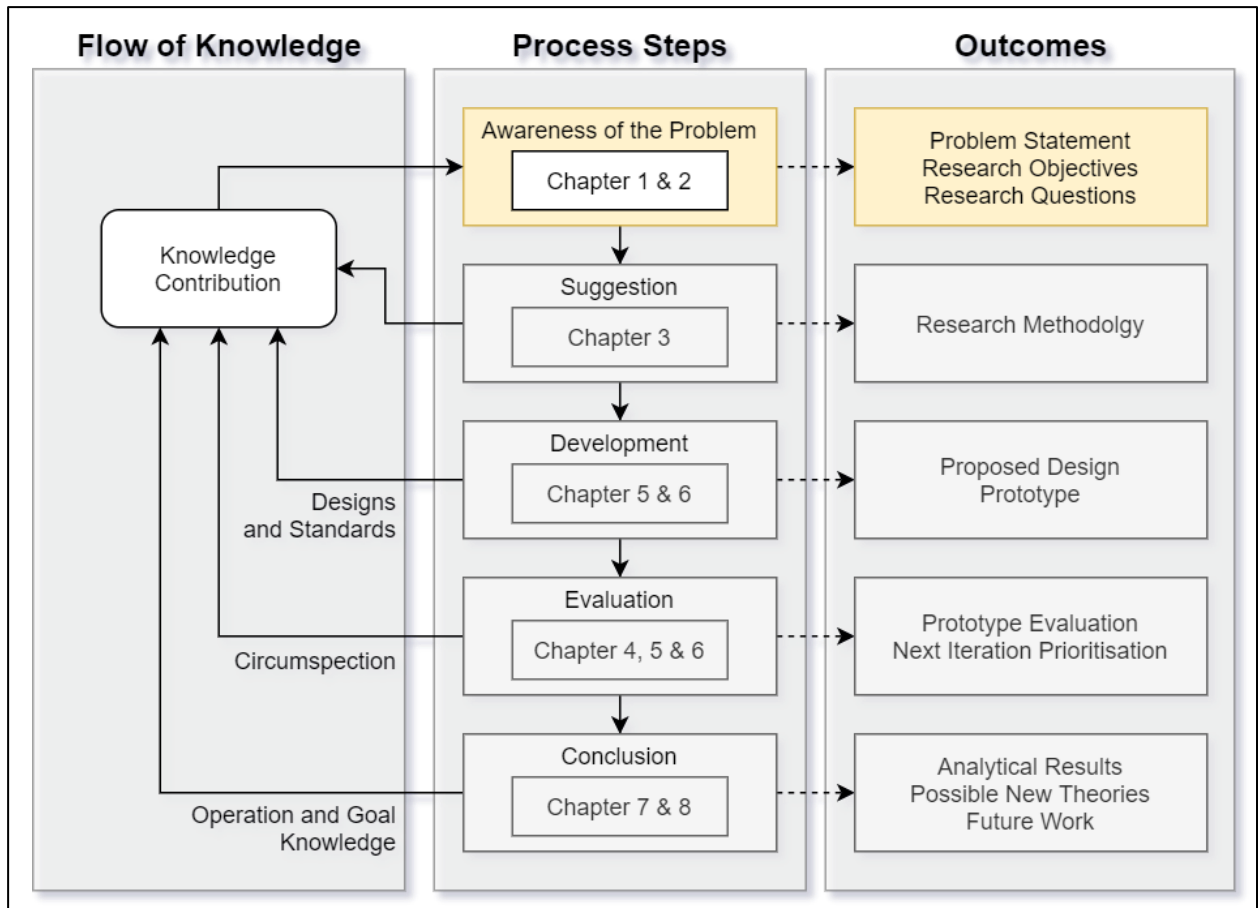 Flow of Knowledge
Process Steps
Outcomes
Awareness of the Problem
Chapter 1 & 2
Problem Statement
Research Objectives
Research Questions
Knowledge
Contribution
Suggestion
Chapter 3
Research Methodolgy
Development
Chapter 5 & 6
Proposed Design
Prototype
Designs
and Standards
Evaluation
Chapter 4, 5 & 6
Prototype Evaluation
Next Iteration Prioritisation
Circumspection
Conclusion
Chapter 7 & 8
Analytical Results
Possible New Theories
Future Work
Operation and Goal
Knowledge